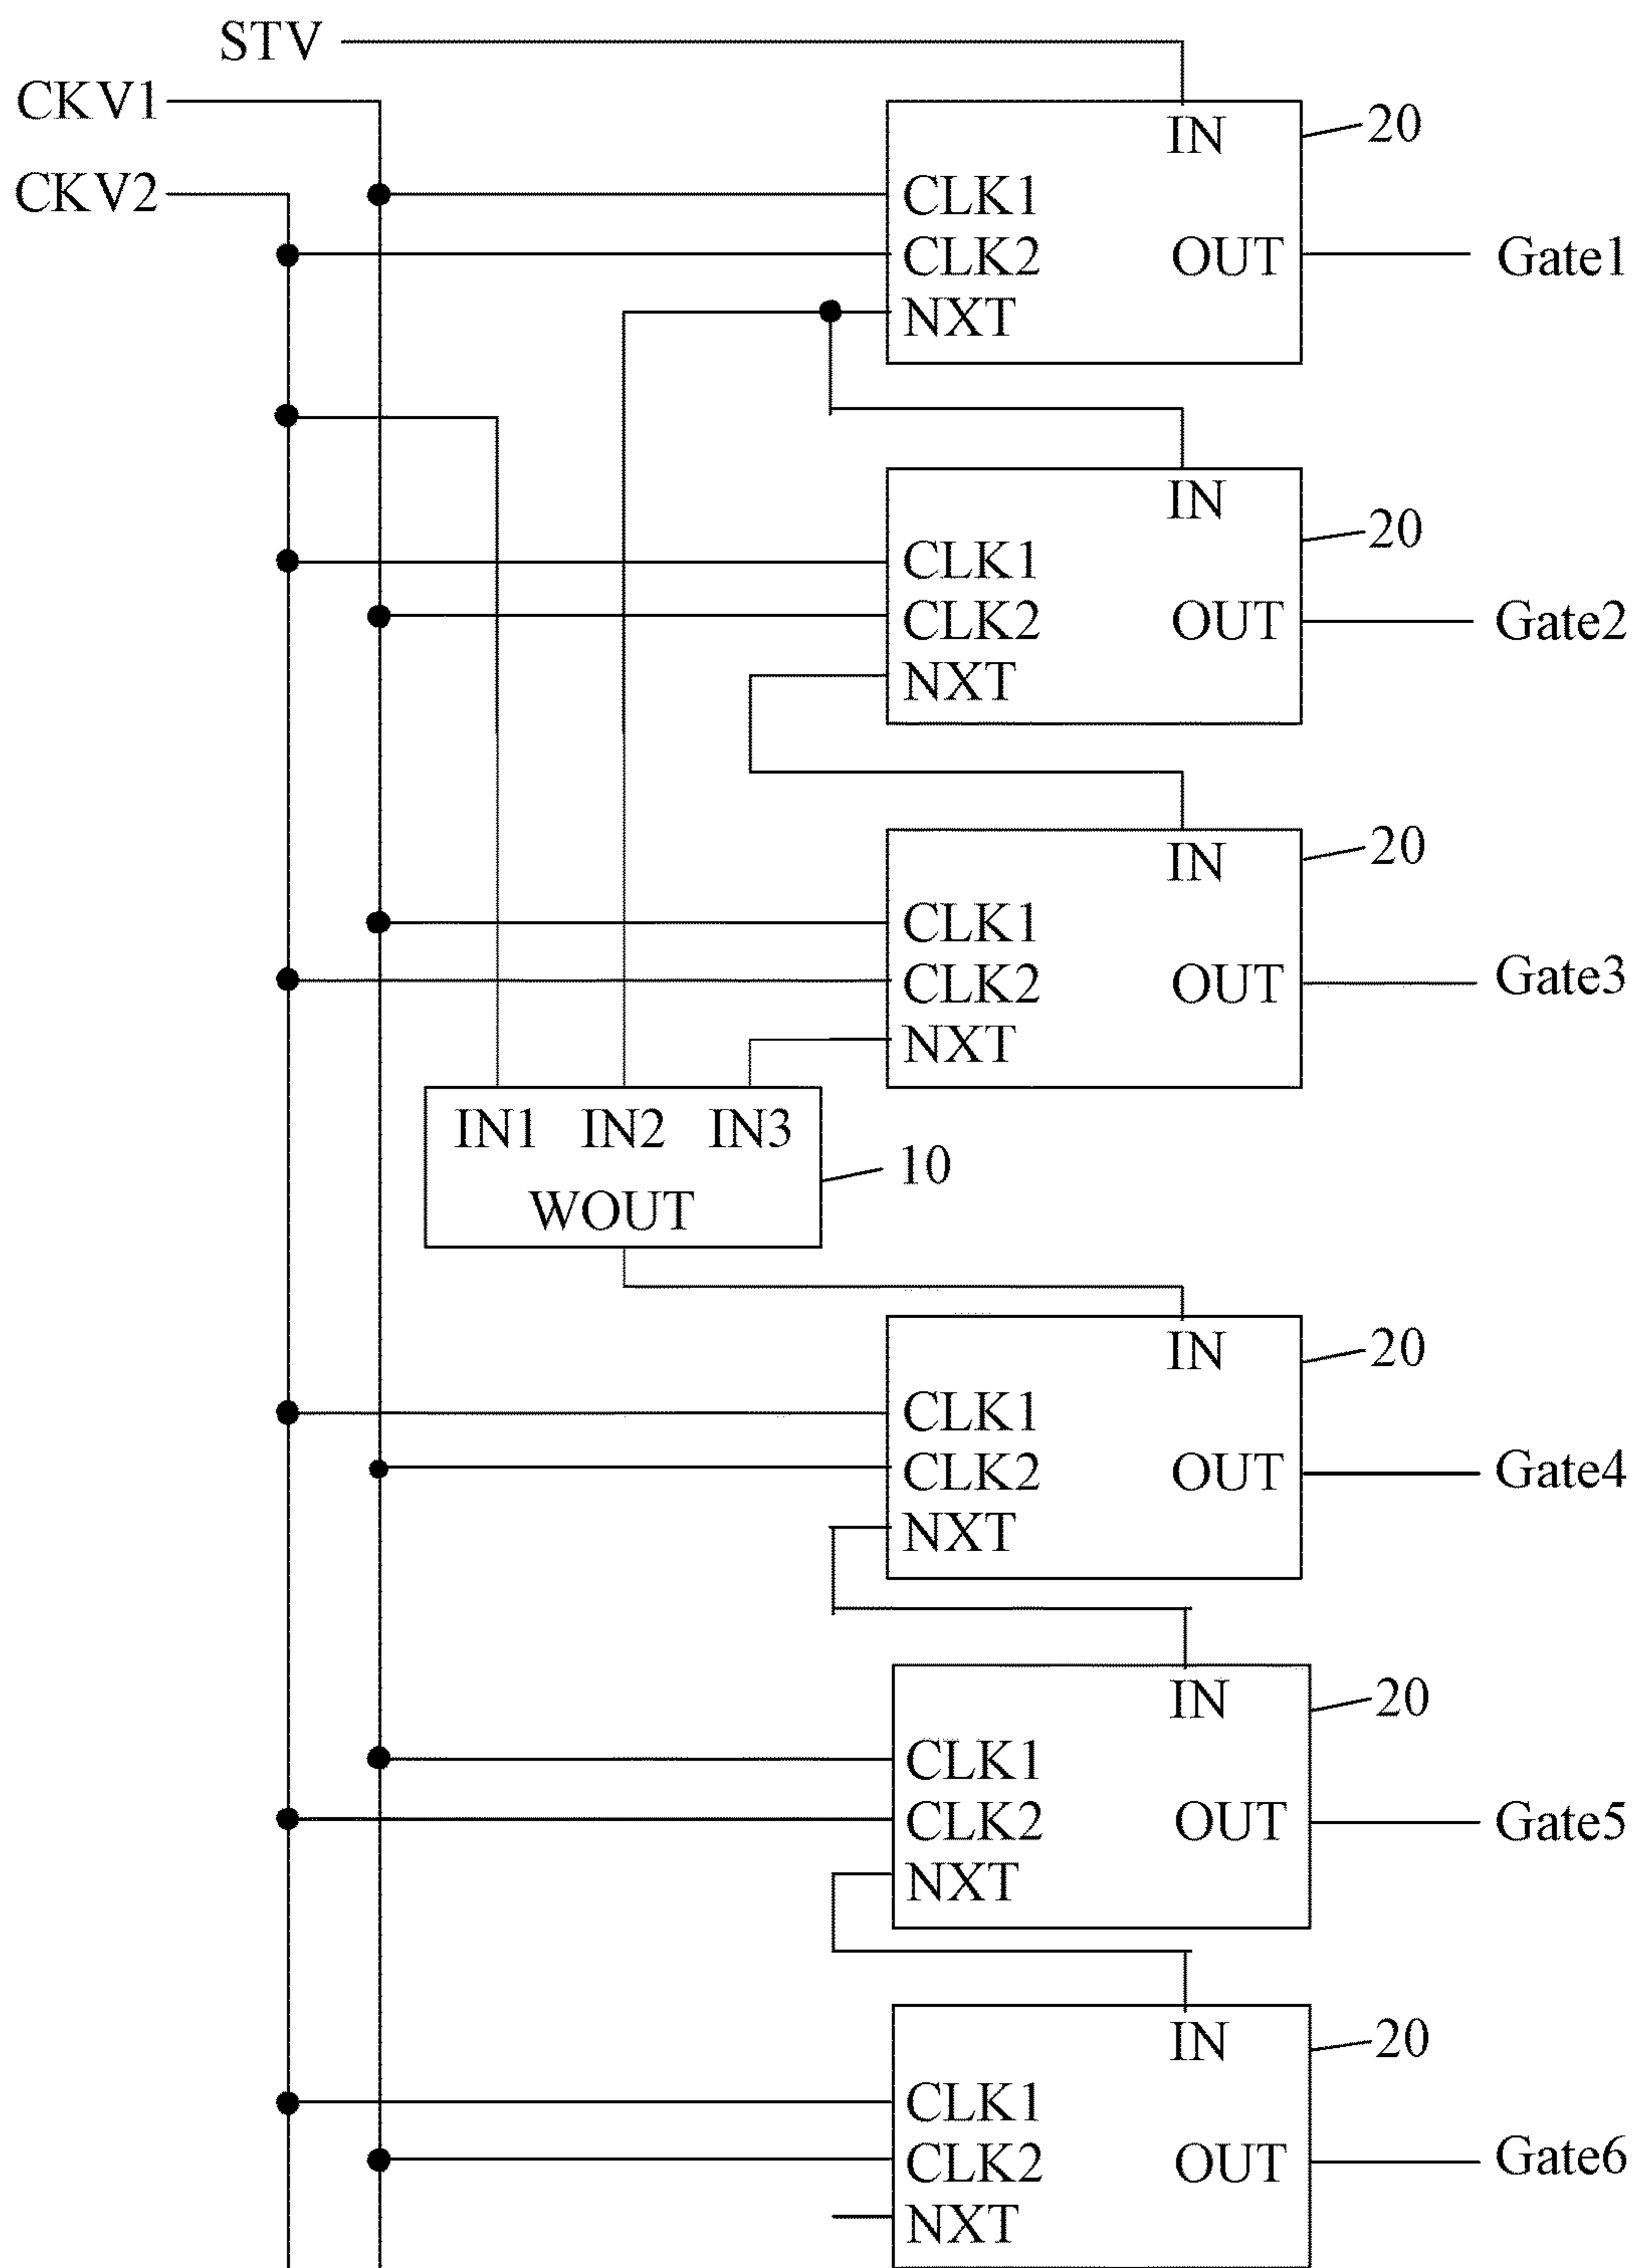 STV
CKV1
CKV2
IN
20
CLK1
CLK2 OUT Gate1
NXT
IN
20
CLK1
CLK2 OUT Gate2
NXT
IN
20
CLK1
CLK2 OUT Gate3
NXT
IN1 IN2 IN3
10
WOUT
IN
20
CLK1
CLK2 OUT Gate4
NXT
IN
20
CLK1
CLK2 OUT Gate5
NXT
IN
20
CLK1
CLK2 OUT Gate6
NXT